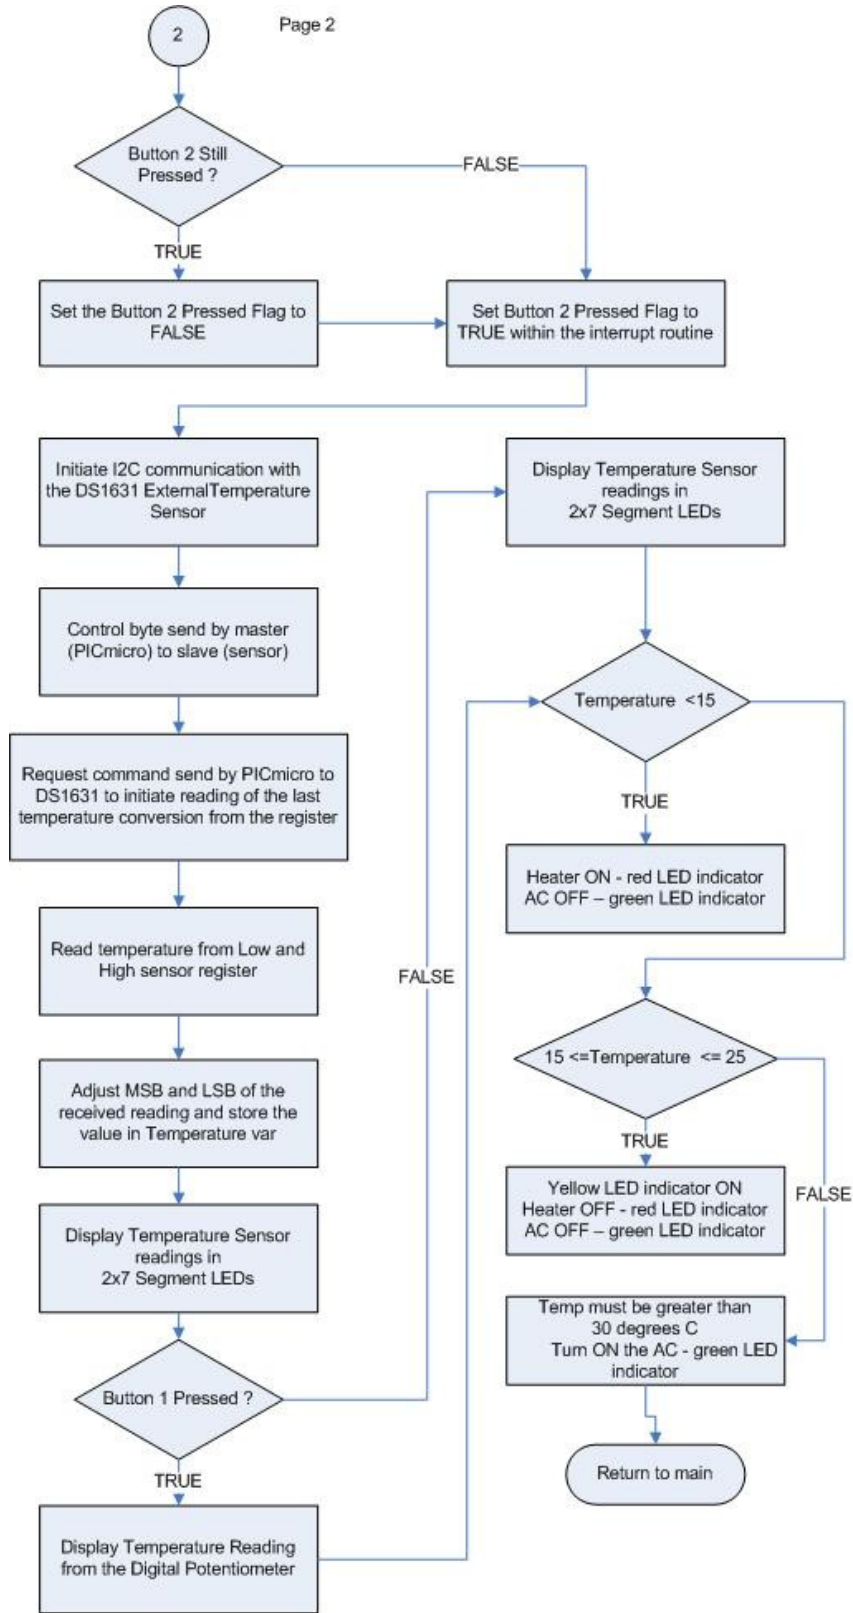 2
Page 2
Button 2 Still
Pressed ?
FALSE
TRUE
Set the Button 2 Pressed Flag to
FALSE
Set Button 2 Pressed Flag to
TRUE within the interrupt routine
Initiate I2C communication with
the DS1631 ExternalTemperature
Sensor
Control byte send by master
(PICmicro) to slave (sensor)
Request command send by PICmicro to
DS1631 to initiate reading of the last
temperature conversion from the register
Read temperature from Low and
High sensor register
Adjust MSB and LSB of the
received reading and store the
value in Temperature var
Display Temperature Sensor
readings in
2x7 Segment LEDs
Button 1 Pressed ?
FALSE
TRUE
Display Temperature Reading
from the Digital Potentiometer
Display Temperature Sensor
readings in
2x7 Segment LEDs
Temperature <15
TRUE
Heater ON - red LED indicator
AC OFF – green LED indicator
15 <=Temperature <= 25
TRUE
FALSE
Yellow LED indicator ON
Heater OFF - red LED indicator
AC OFF – green LED indicator
Temp must be greater than
30 degrees C
Turn ON the AC - green LED
indicator
Return to main